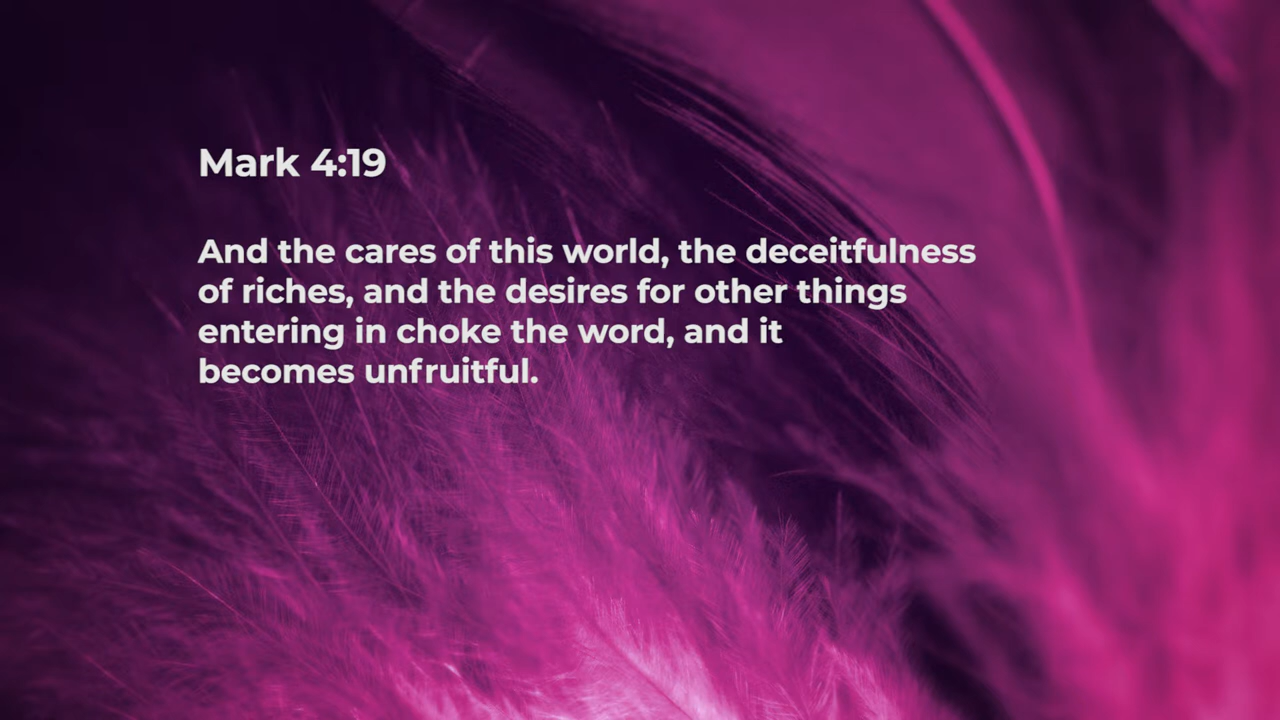 Mark 4:19
And the cares of this world, the deceitfulness
of riches, and the desires for other things
entering in choke the word, and it
becomes unfruitful.